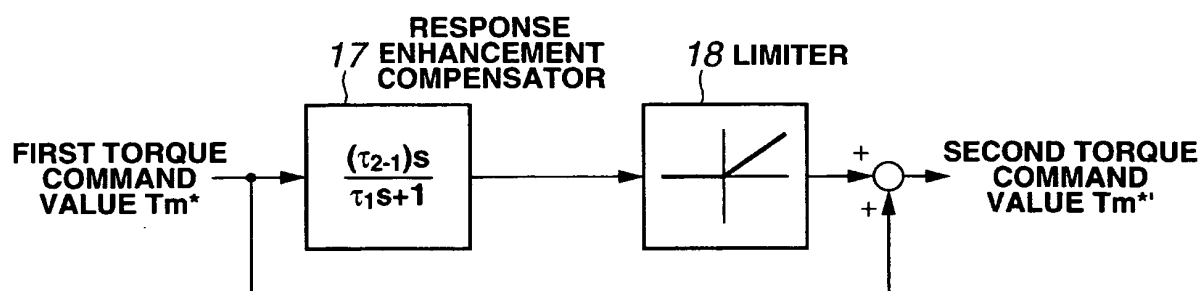 RESPONSE
17 ENHANCEMENT
COMPENSATOR
18 LIMITER
FIRST TORQUE
COMMAND
VALUE Tm*
(τ2-1)s
τ1s+1
+
+
SECOND TORQUE
COMMAND
VALUE Tm*'